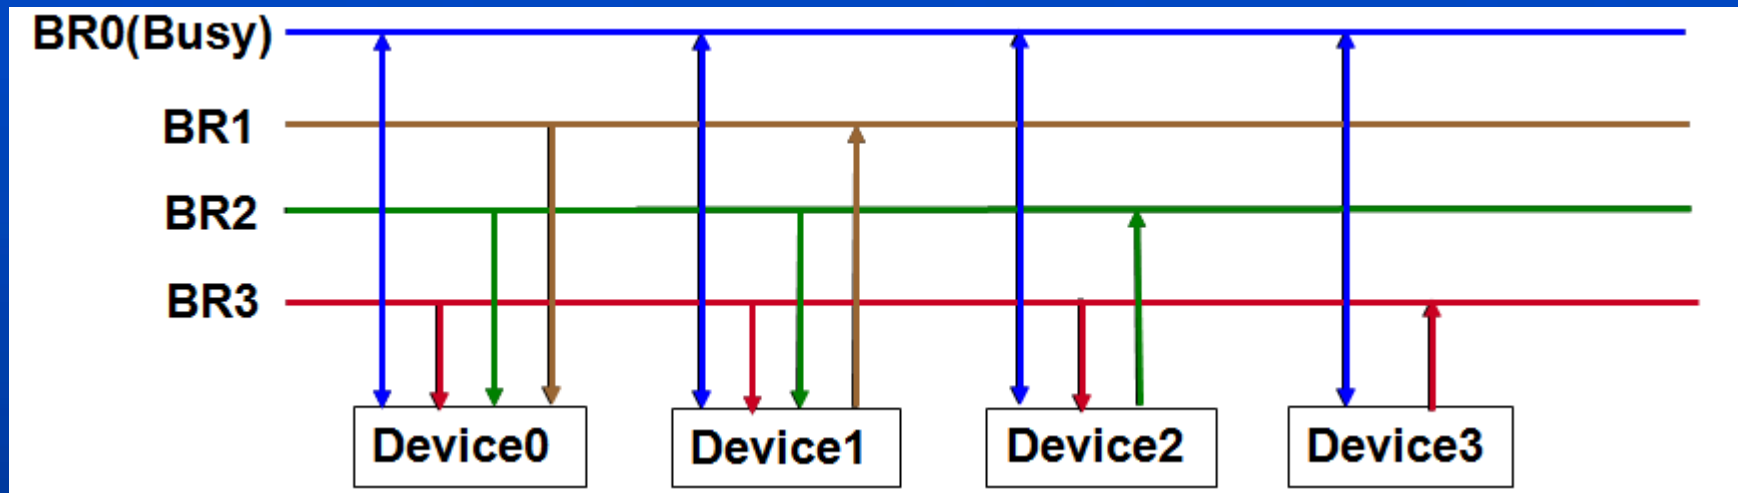 BR0(Busy)
BR1
BR2
BR3
Device0
Device1
Device2
Device3